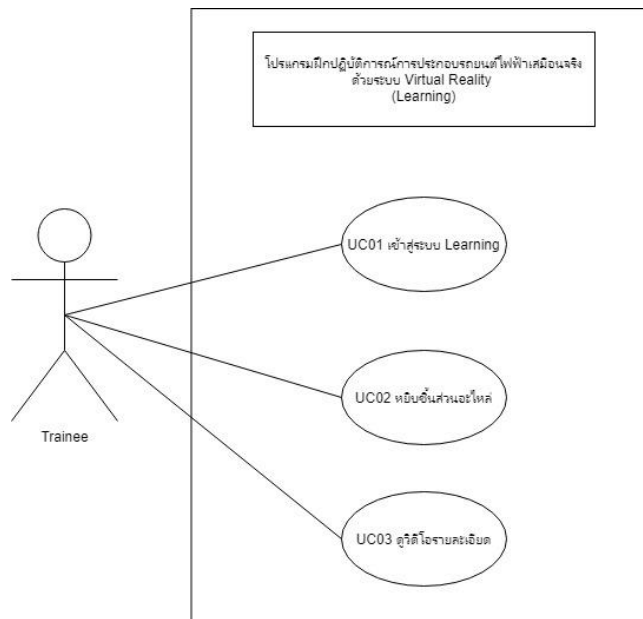 โปรแกรมฝึกปฏิบัติการณ์การประกอบรถยนต์ไฟฟ้าเสมือนจริง
ด้วยระบบ Virtual Reality
(Learning)
UC01 เข้าสู่ระบบ Learning
UC02 หยิบชิ้นส่วนอะไหล่
Trainee
UC03 ดูวิดีโอรายละเอียด